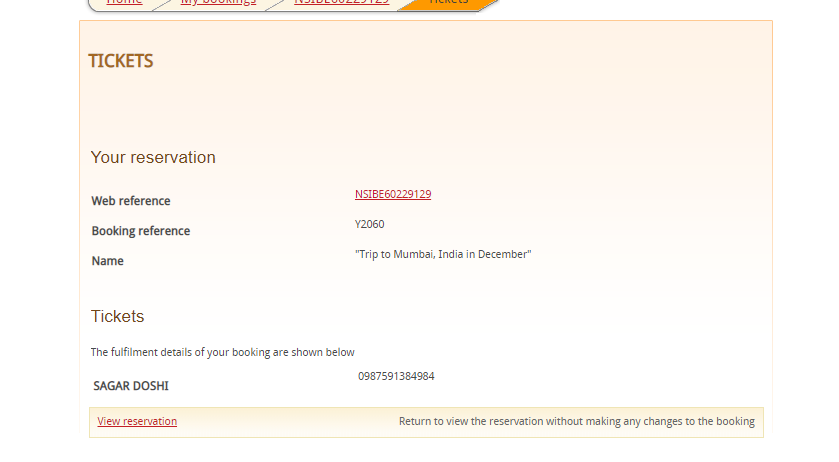 Home My bookings NSIBE60229129 Tickets
TICKETS
Your reservation
Web reference NSIBE60229129
Booking reference Y2060
Name "Trip to Mumbai, India in December"
Tickets
The fulfilment details of your booking are shown below
SAGAR DOSHI 0987591384984
View reservation Return to view the reservation without making any changes to the booking